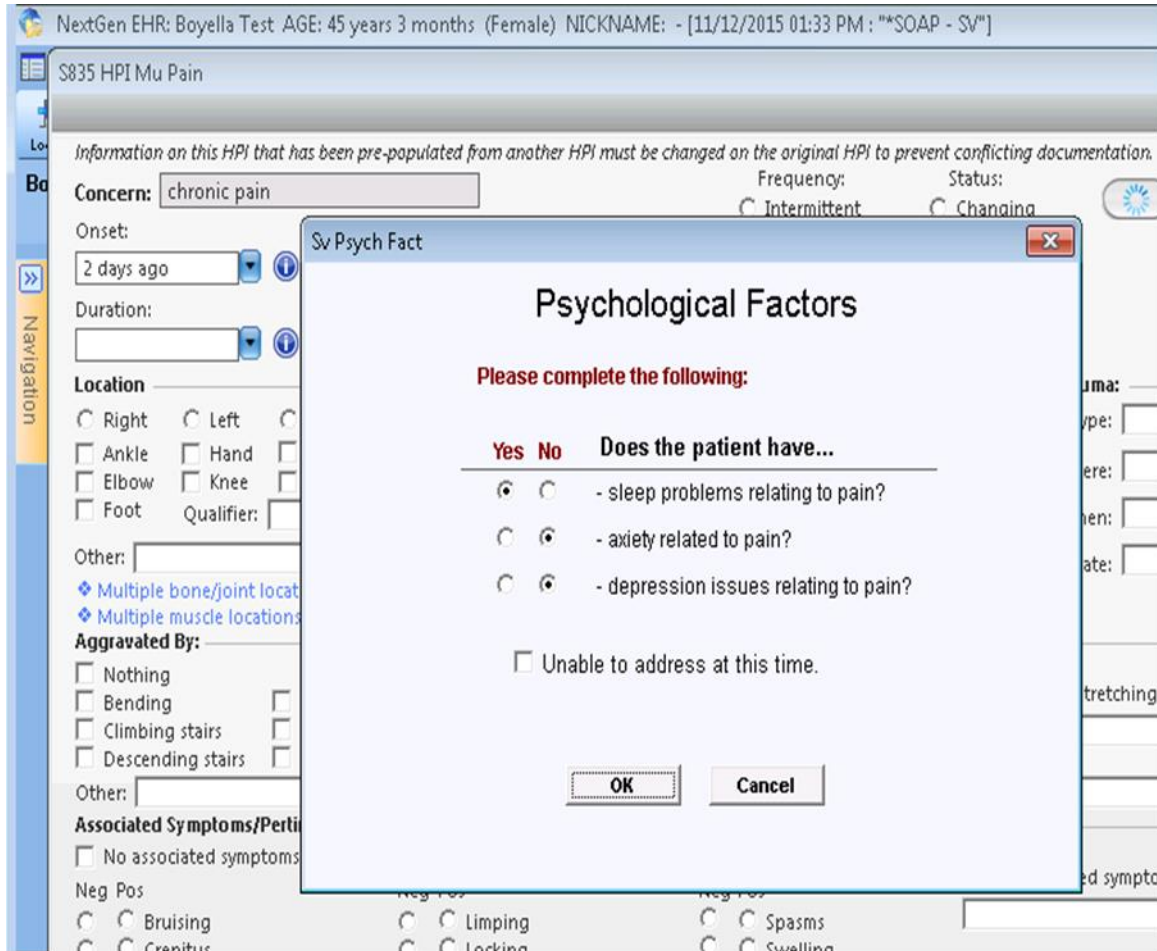 NextGen EHR: Boyella Test AGE: 45 years 3 months (Female) NICKNAME: - [11/12/2015 01:33 PM : "*SOAP - SV"]
S835 HPI Mu Pain
Information on this HPI that has been pre-populated from another HPI must be changed on the original HPI to prevent conflicting documentation.
Concern: chronic pain
Frequency: Status:
Intermittent Changing
Onset:
2 days ago
Duration:
Navigation
Location
Right Left
Ankle Hand
Elbow Knee
Foot Qualifier:
Other:
Multiple bone/joint locat
Multiple muscle locations
Aggravated By:
Nothing
Bending
Climbing stairs
Descending stairs
Other:
Associated Symptoms/Perti
No associated symptoms
Neg Pos
Bruising Limping Spasms
Crepitus Locking Swelling
Sv Psych Fact
Psychological Factors
Please complete the following:
Yes No Does the patient have...
- sleep problems relating to pain?
- axiety related to pain?
- depression issues relating to pain?
Unable to address at this time.
OK Cancel
uma:
ype:
ere:
hen:
ate:
tretching
ed sympto